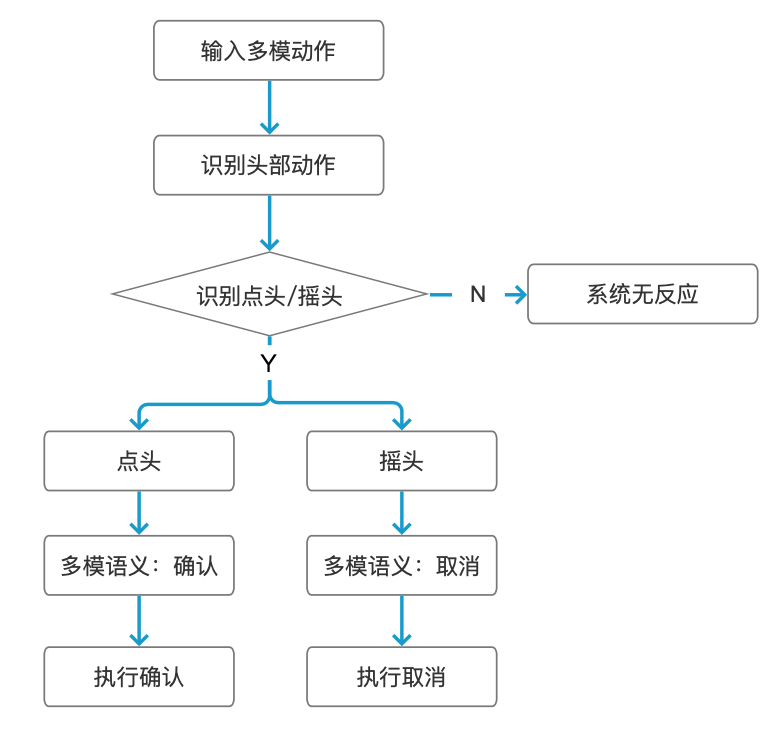 输入多模动作
识别头部动作
识别点头/摇头
N
系统无反应
Y
点头
摇头
多模语义：确认
多模语义：取消
执行确认
执行取消